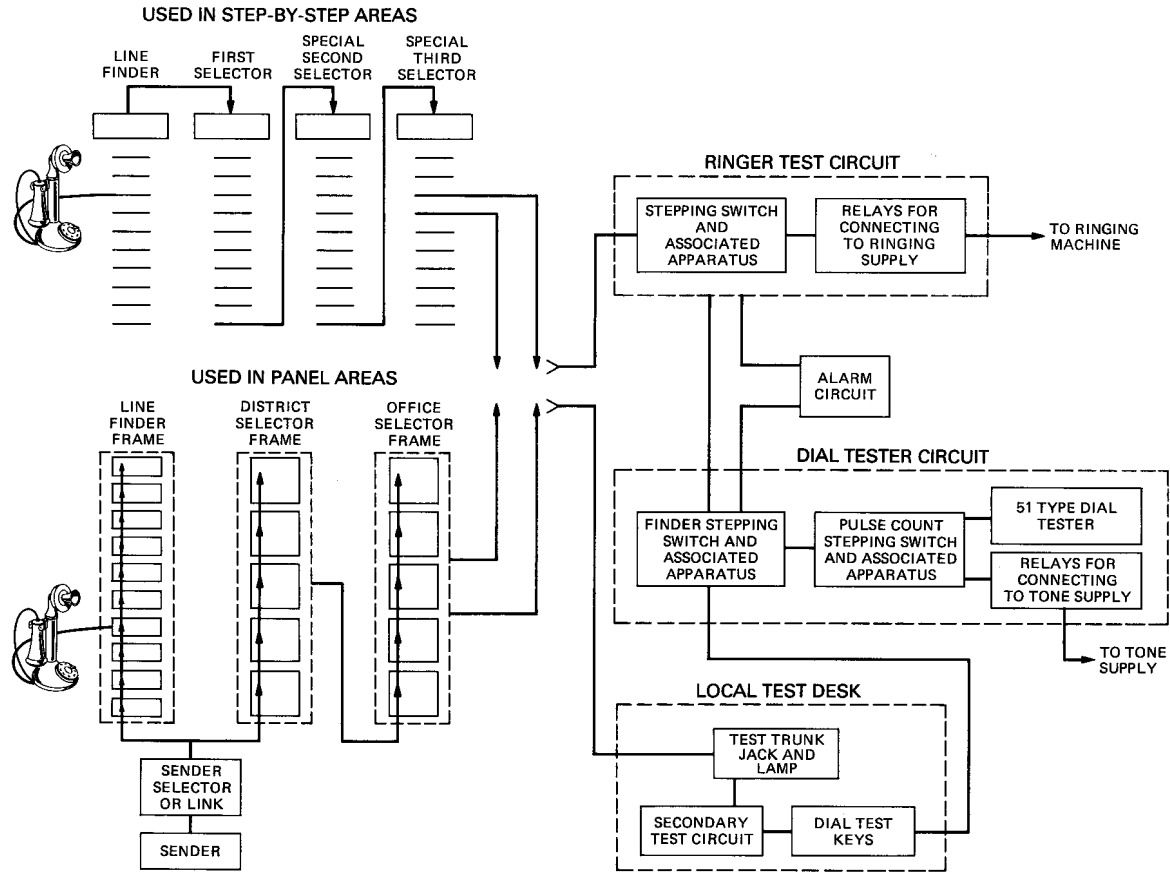 USED IN STEP-BY-STEP AREAS
LINE
FINDER
FIRST
SELECTOR
SPECIAL
SECOND
SELECTOR
SPECIAL
THIRD
SELECTOR
RINGER TEST CIRCUIT
STEPPING SWITCH
AND
ASSOCIATED
APPARATUS
RELAYS FOR
CONNECTING
TO RINGING
SUPPLY
TO RINGING
MACHINE
ALARM
CIRCUIT
USED IN PANEL AREAS
LINE
FINDER
FRAME
DISTRICT
SELECTOR
FRAME
OFFICE
SELECTOR
FRAME
DIAL TESTER CIRCUIT
FINDER STEPPING
SWITCH AND
ASSOCIATED
APPARATUS
PULSE COUNT
STEPPING SWITCH
AND ASSOCIATED
APPARATUS
51 TYPE DIAL
TESTER
RELAYS FOR
CONNECTING
TO TONE SUPPLY
TO TONE
SUPPLY
LOCAL TEST DESK
TEST TRUNK
JACK AND
LAMP
SECONDARY
TEST CIRCUIT
DIAL TEST
KEYS
SENDER
SELECTOR
OR LINK
SENDER